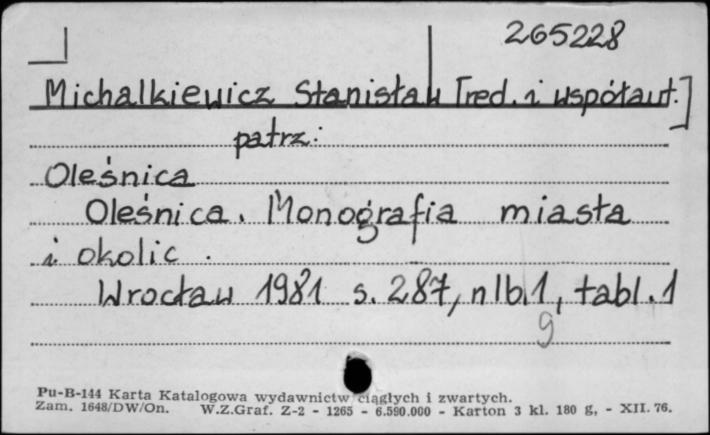 265228
Michalkiewicz Stanisław [red. i współaut.]
patrz:
Oleśnica
Oleśnica. Monografia miasta
i okolic.
Wrocław 1981 s. 287, nlb. 1, tabl. 1
g
Pu-B-144 Karta Katalogowa wydawnictw ciągłych i zwartych.
Zam. 1648/DW/On. W.Z.Graf. Z-2 - 1265 - 6.590.000 - Karton 3 kl. 180 g, - XII. 76.